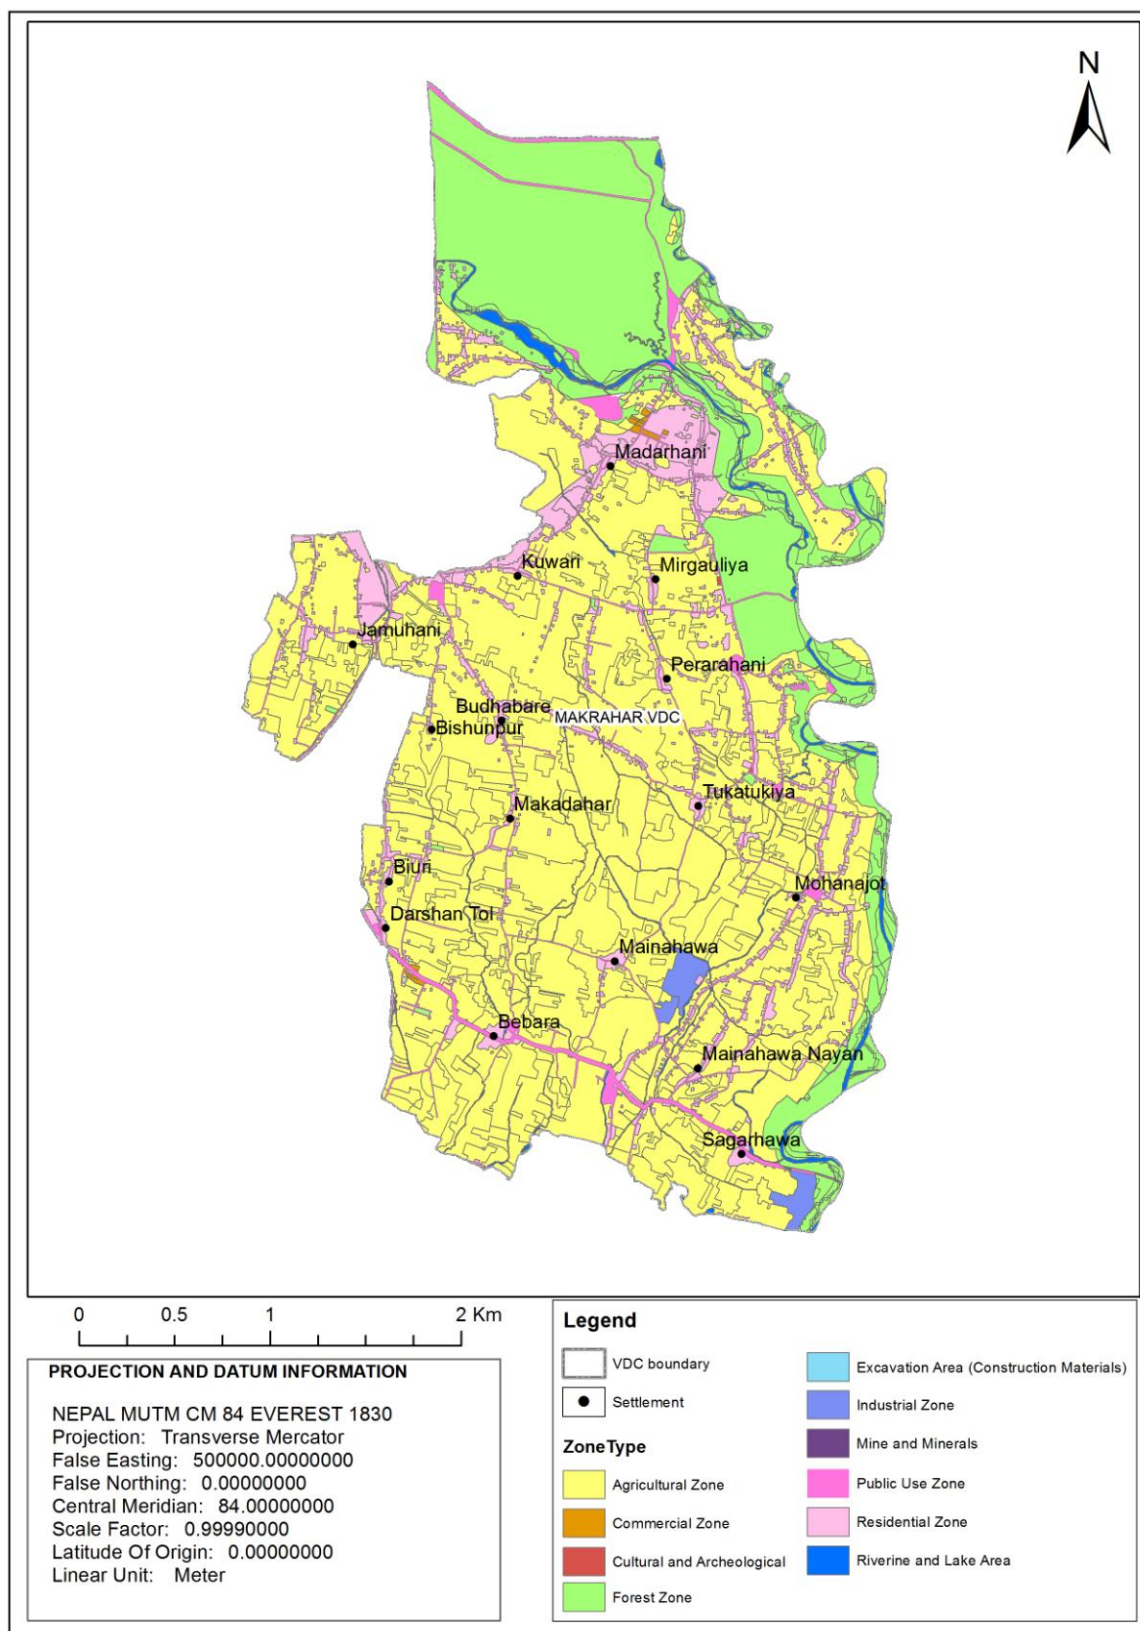 N
Madarhani
Kuwari
Mirgauliya
Jamuhani
Perarahani
Budhabare
MAKRAHAR VDC
Bishunpur
Tukatukiya
Makadahar
Biuri
Mohanajot
Darshan Tol
Mainahawa
Bebara
Mainahawa Nayan
Sagarhawa
0 0.5 1 2 Km
PROJECTION AND DATUM INFORMATION
NEPAL MUTM CM 84 EVEREST 1830
Projection: Transverse Mercator
False Easting: 500000.00000000
False Northing: 0.00000000
Central Meridian: 84.00000000
Scale Factor: 0.99990000
Latitude Of Origin: 0.00000000
Linear Unit: Meter
Legend
VDC boundary
Settlement
ZoneType
Agricultural Zone
Commercial Zone
Cultural and Archeological
Forest Zone
Excavation Area (Construction Materials)
Industrial Zone
Mine and Minerals
Public Use Zone
Residential Zone
Riverine and Lake Area